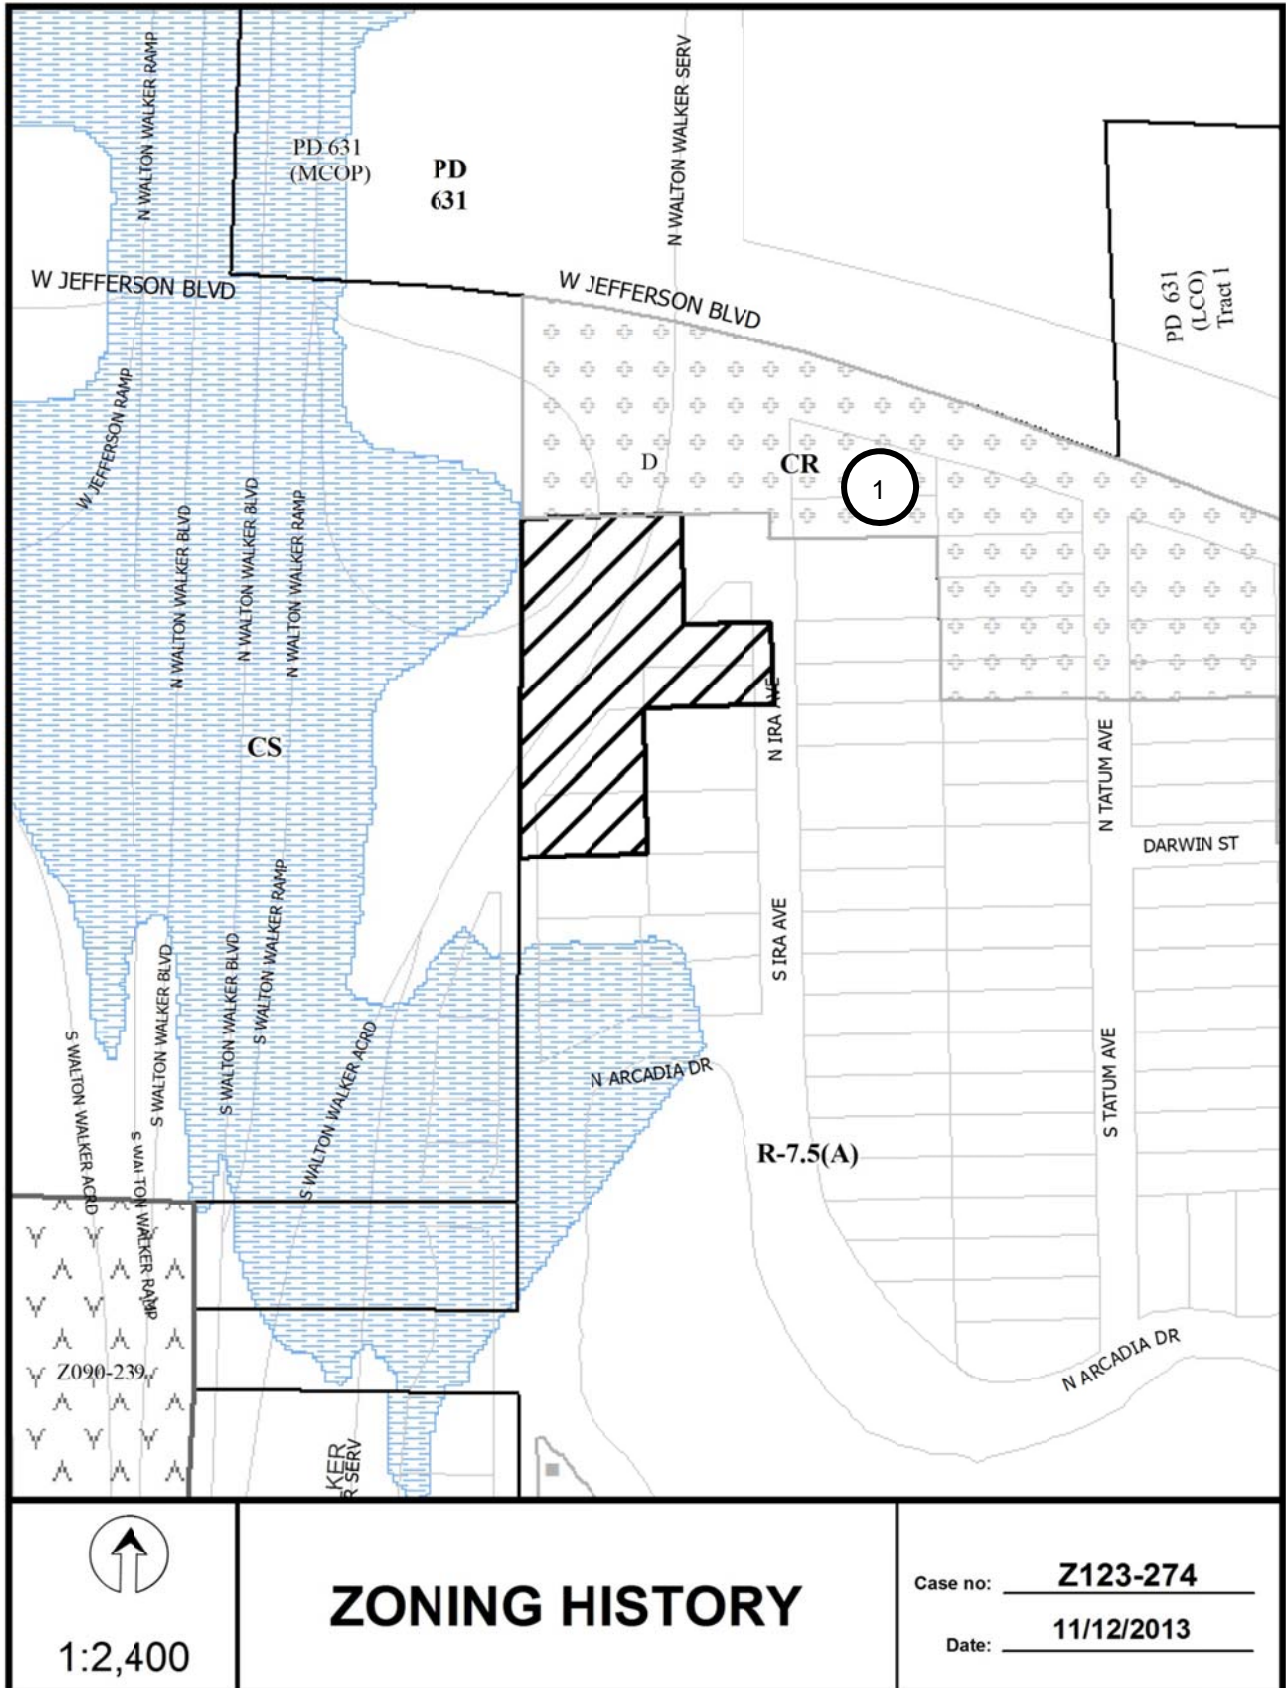 N WALTON WALKER RAMP
N WALTON WALKER SERV
PD 631
(MCOP)
PD
631
W JEFFERSON BLVD
W JEFFERSON BLVD
PD 631
(LCO)
Tract 1
W JEFFERSON RAMP
D
CR
1
N WALTON WALKER BLVD
N WALTON WALKER BLVD
N WALTON WALKER RAMP
CS
N IRA AVE
N TATUM AVE
DARWIN ST
S WALTON WALKER RAMP
S IRA AVE
S WALTON WALKER BLVD
S WALTON WALKER BLVD
S WALTON WALKER ACRD
S WALTON WALKER ACRD
S WALTON WALKER RAMP
N ARCADIA DR
S TATUM AVE
R-7.5(A)
N ARCADIA DR
Z090-239
KER
R SERV
1:2,400
ZONING HISTORY
Case no: Z123-274
Date: 11/12/2013